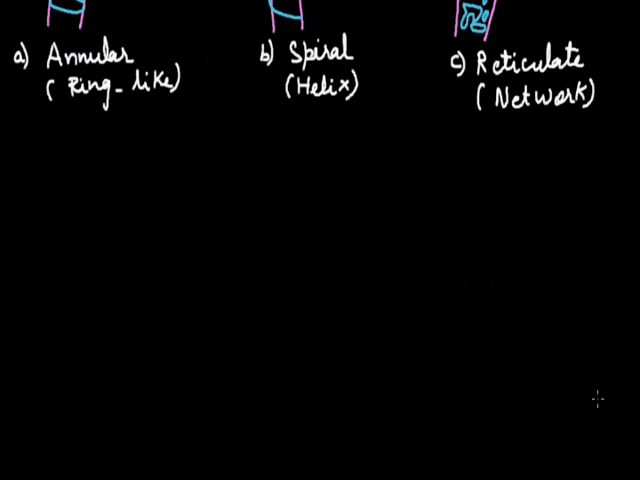 a) Annular
(Ring-like)
b) Spiral
(Helix)
c) Reticulate
(Network)